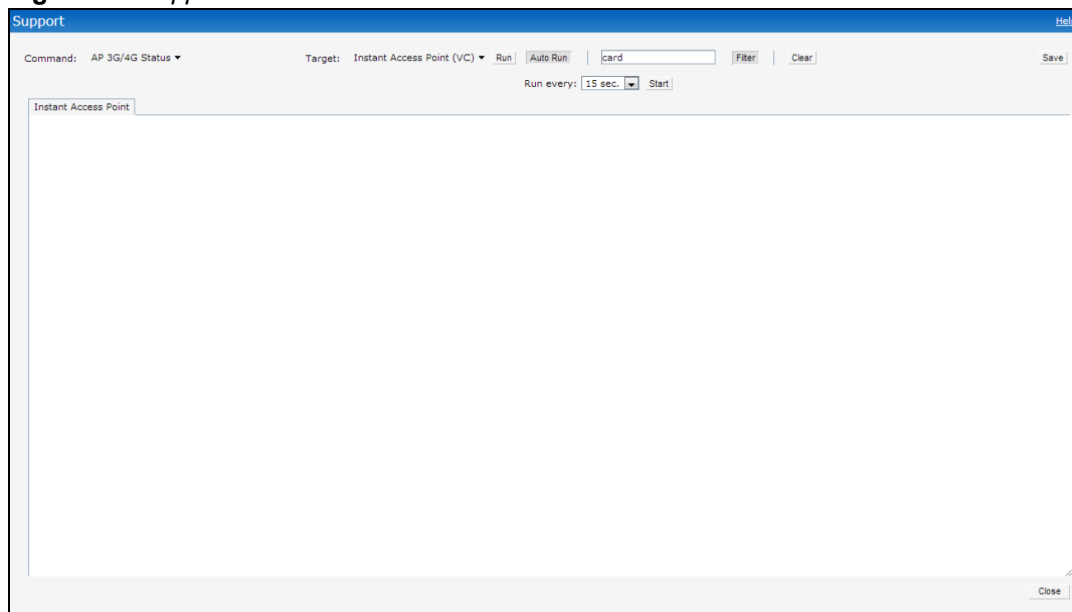 Support Help
Command: AP 3G/4G Status Target: Instant Access Point (VC) Run Auto Run card Filter Clear Save
Run every: 15 sec. Start
Instant Access Point
Close